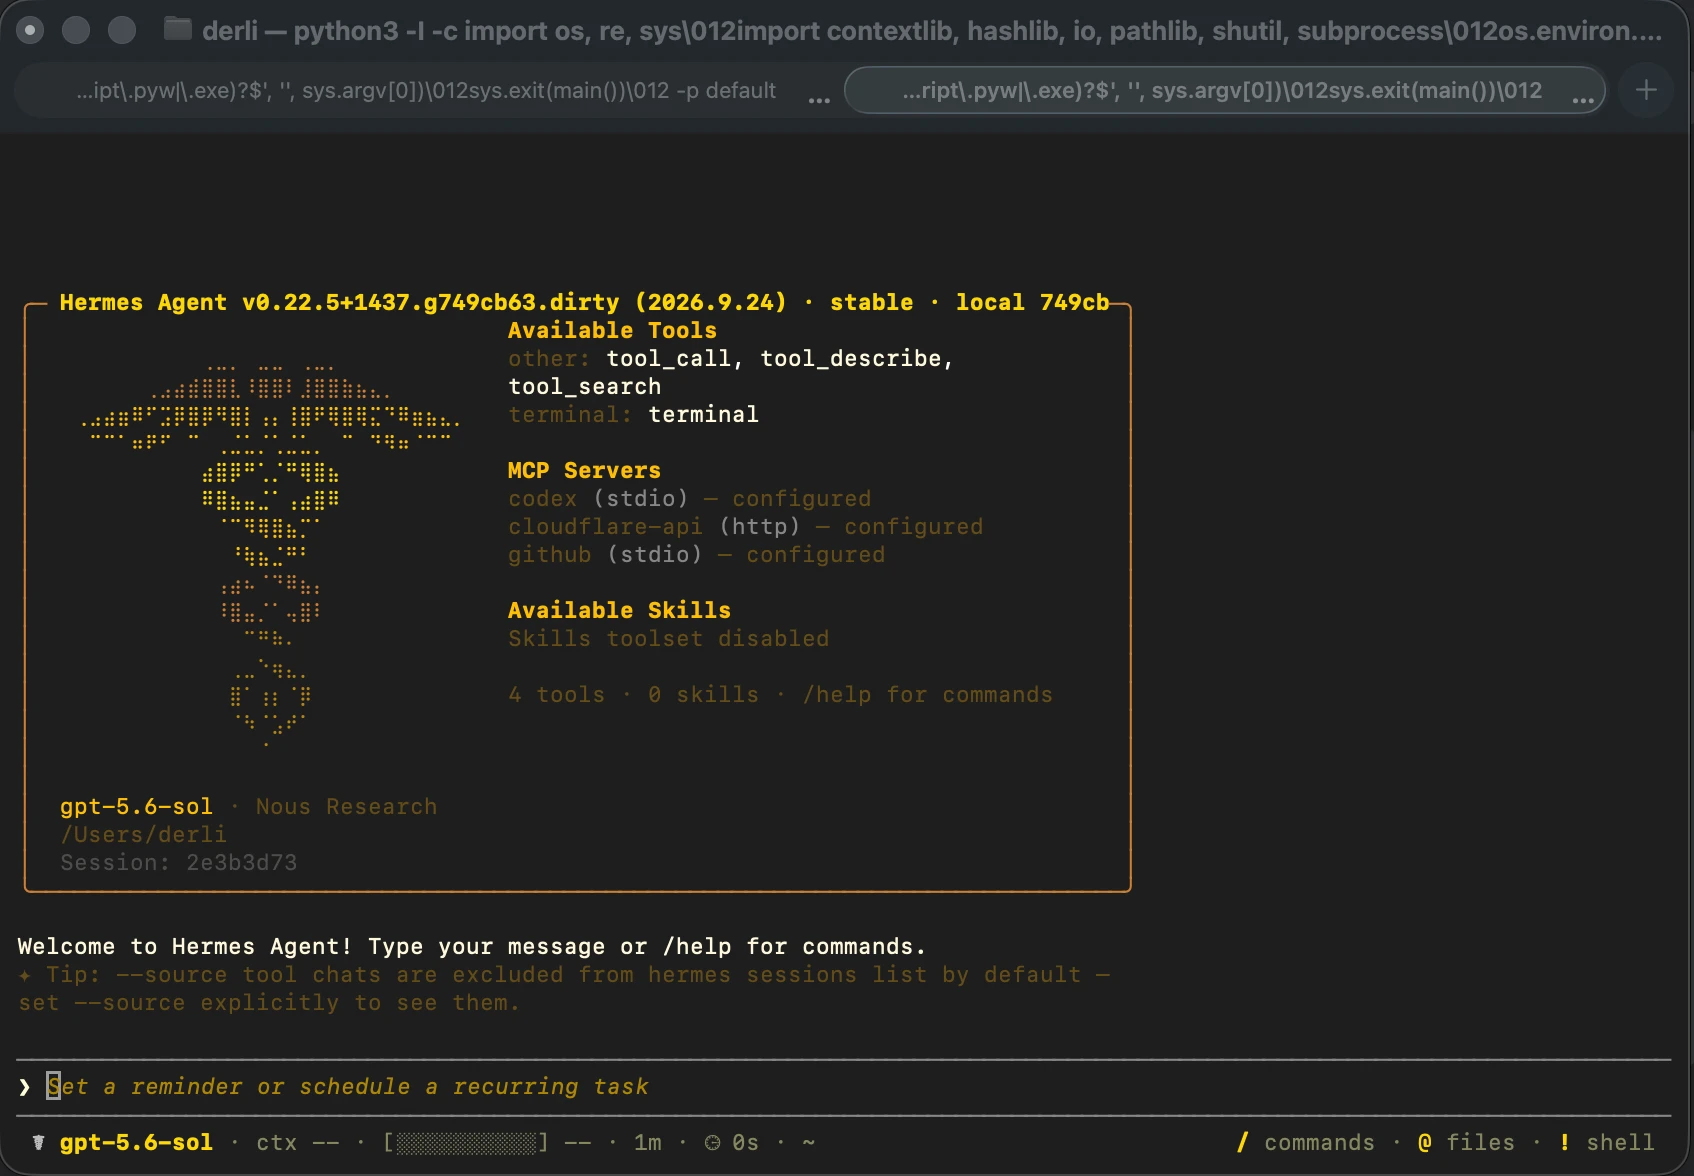 derli — python3 -l -c import os, re, sys\012import contextlib, hashlib, io, pathlib, shutil, subprocess\012os.environ....
...ipt\.pyw|\.exe)?$', '', sys.argv[0])\012sys.exit(main())\012 -p default ...
...ript\.pyw|\.exe)?$', '', sys.argv[0])\012sys.exit(main())\012 ...
Hermes Agent v0.22.5+1437.g749cb63.dirty (2026.9.24) · stable · local 749cb
Available Tools
other: tool_call, tool_describe,
tool_search
terminal: terminal
MCP Servers
codex (stdio) — configured
cloudflare-api (http) — configured
github (stdio) — configured
Available Skills
Skills toolset disabled
4 tools · 0 skills · /help for commands
gpt-5.6-sol · Nous Research
/Users/derli
Session: 2e3b3d73
Welcome to Hermes Agent! Type your message or /help for commands.
✦ Tip: --source tool chats are excluded from hermes sessions list by default —
set --source explicitly to see them.
❯ Set a reminder or schedule a recurring task
gpt-5.6-sol · ctx -- · [░░░░░░░░░░] -- · 1m · ⏲ 0s · ~ / commands · @ files · ! shell